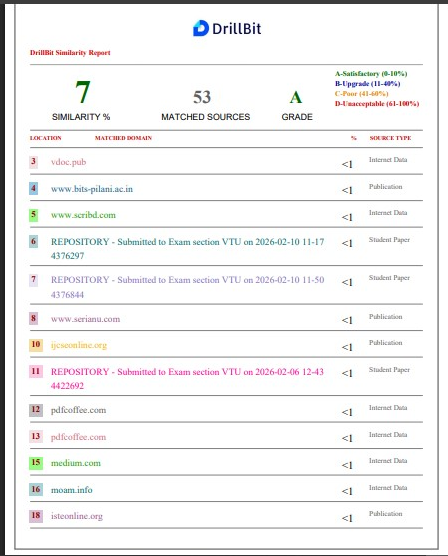 DrillBit
DrillBit Similarity Report
7
SIMILARITY %
53
MATCHED SOURCES
A
GRADE
A-Satisfactory (0-10%)
B-Upgrade (11-40%)
C-Poor (41-60%)
D-Unacceptable (61-100%)
LOCATION MATCHED DOMAIN % SOURCE TYPE
3 vdoc.pub <1 Internet Data
4 www.bits-pilani.ac.in <1 Publication
5 www.scribd.com <1 Internet Data
6 REPOSITORY - Submitted to Exam section VTU on 2026-02-10 11-17 <1 Student Paper
4376297
7 REPOSITORY - Submitted to Exam section VTU on 2026-02-10 11-50 <1 Student Paper
4376844
8 www.serianu.com <1 Publication
10 ijcseonline.org <1 Publication
11 REPOSITORY - Submitted to Exam section VTU on 2026-02-06 12-43 <1 Student Paper
4422692
12 pdfcoffee.com <1 Internet Data
13 pdfcoffee.com <1 Internet Data
15 medium.com <1 Internet Data
16 moam.info <1 Internet Data
18 isteonline.org <1 Publication